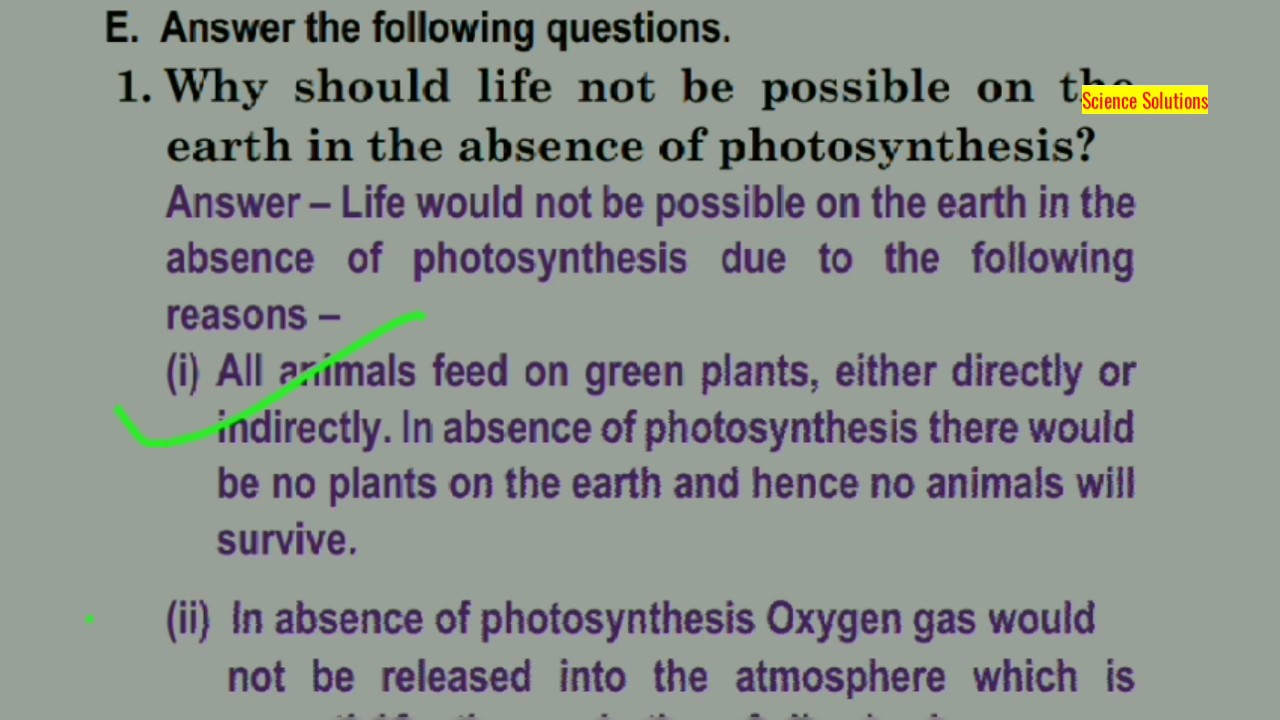 E. Answer the following questions.
1. Why should life not be possible on the
Science Solutions
earth in the absence of photosynthesis?
Answer – Life would not be possible on the earth in the
absence of photosynthesis due to the following
reasons –
(i) All animals feed on green plants, either directly or
indirectly. In absence of photosynthesis there would
be no plants on the earth and hence no animals will
survive.
(ii) In absence of photosynthesis Oxygen gas would
not be released into the atmosphere which is